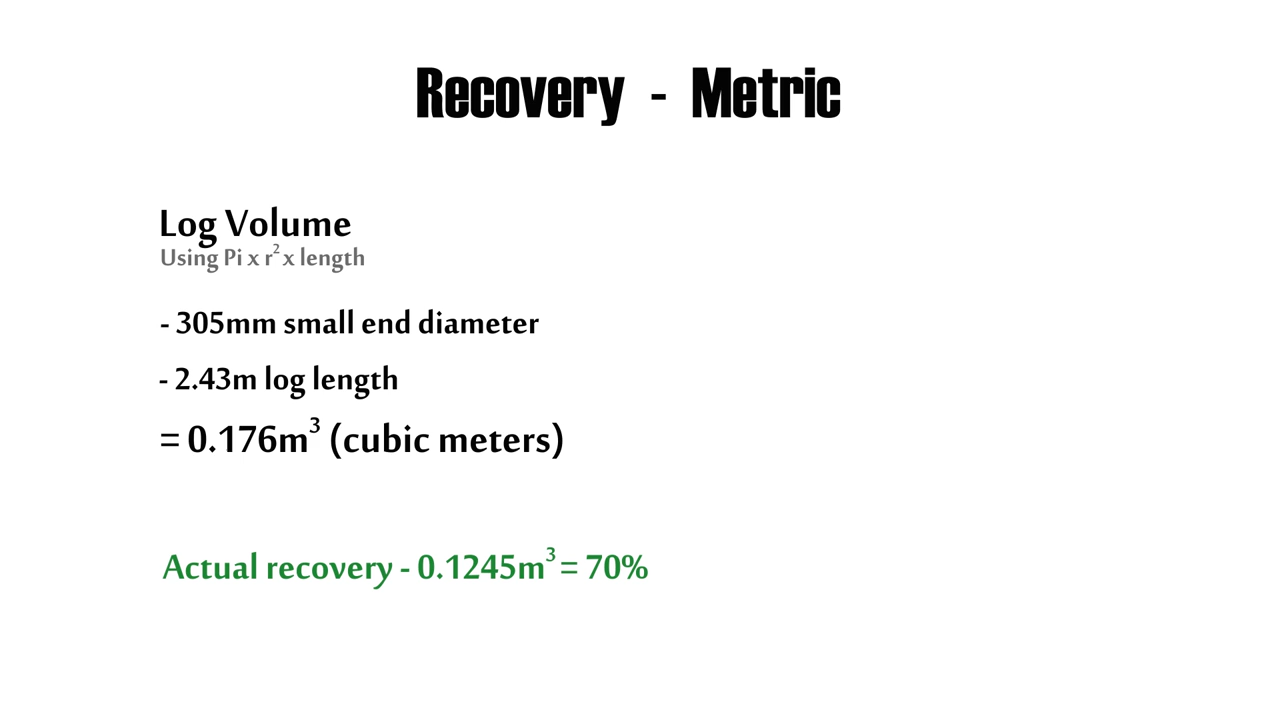 Recovery - Metric
Log Volume
Using Pi x r² x length
- 305mm small end diameter
- 2.43m log length
= 0.176m³ (cubic meters)
Actual recovery - 0.1245m³ = 70%